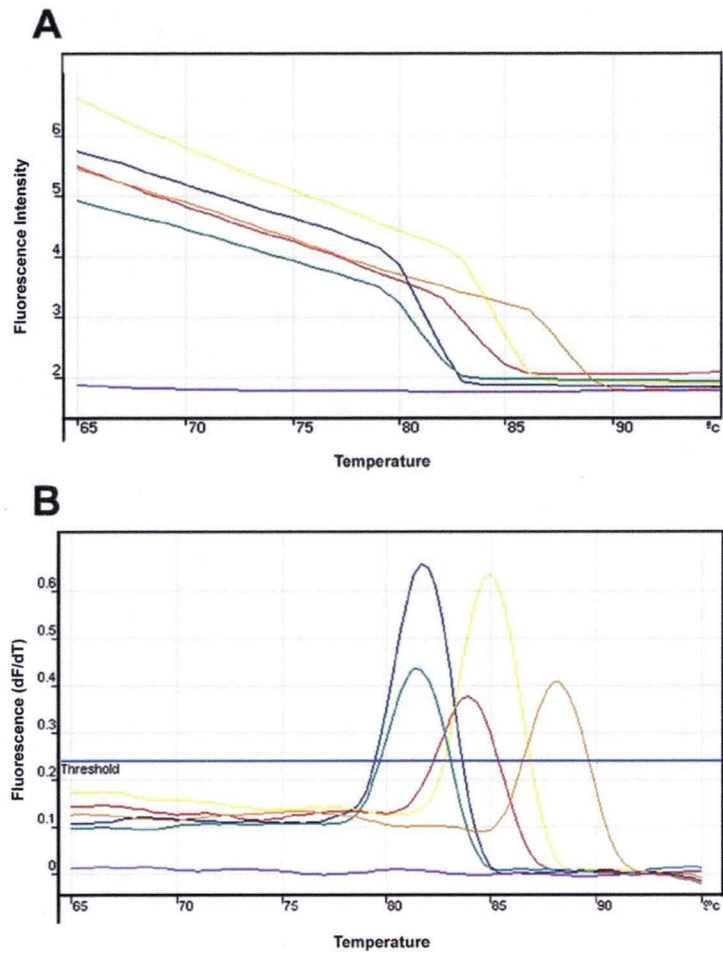 A
Fluorescence Intensity
6
5
4
3
2
65 70 75 80 85 90 ºc
Temperature
B
Fluorescence (dF/dT)
0.6
0.5
0.4
0.3
Threshold
0.2
0.1
0
65 70 75 80 85 90 ºc
Temperature